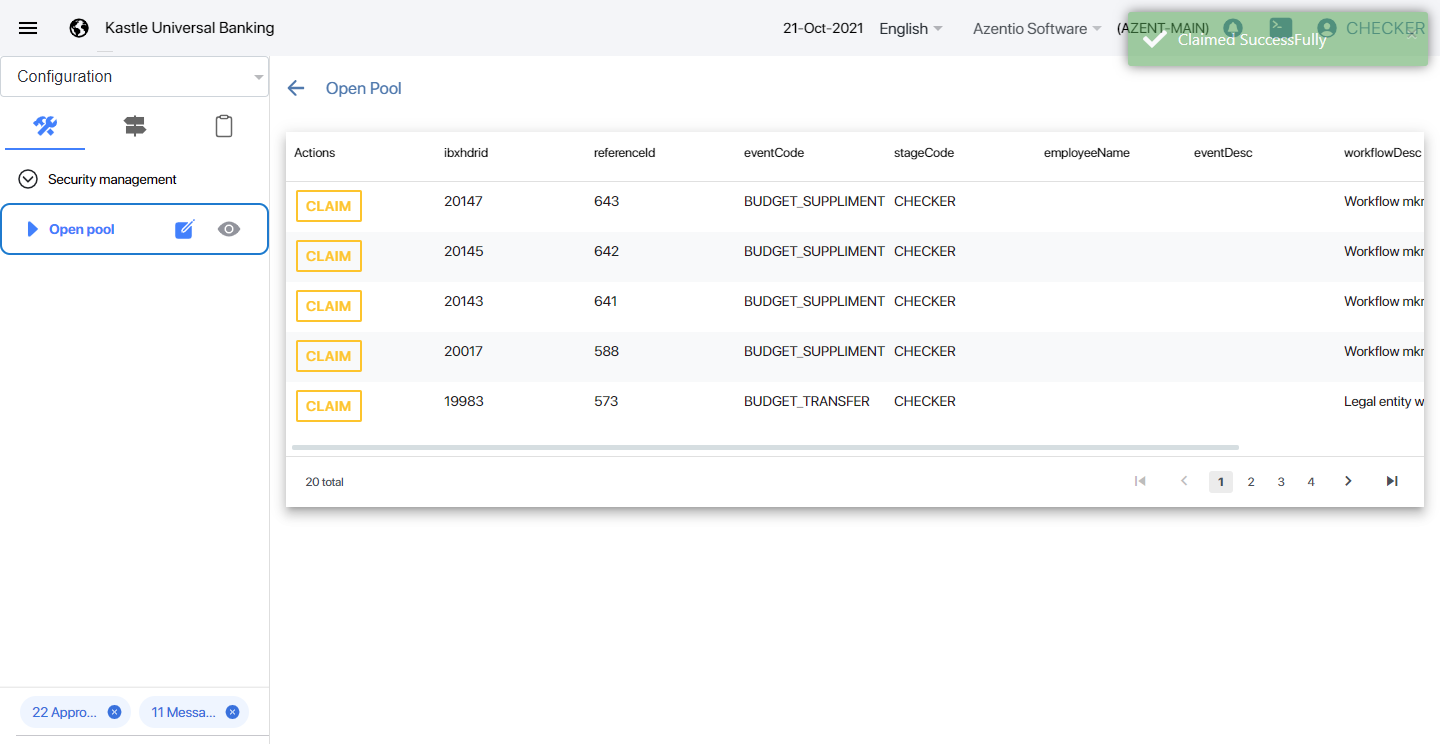 Kastle Universal Banking
21-Oct-2021
English
Azentio Software
(AZENT-MAIN)
CHECKER
Claimed SuccessFully
Configuration
Open Pool
Security management
Open pool
Actions ibxhdrid referenceId eventCode stageCode employeeName eventDesc workflowDesc
CLAIM 20147 643 BUDGET_SUPPLIMENT CHECKER Workflow mkr
CLAIM 20145 642 BUDGET_SUPPLIMENT CHECKER Workflow mkr
CLAIM 20143 641 BUDGET_SUPPLIMENT CHECKER Workflow mkr
CLAIM 20017 588 BUDGET_SUPPLIMENT CHECKER Workflow mkr
CLAIM 19983 573 BUDGET_TRANSFER CHECKER Legal entity w
20 total
1 2 3 4
22 Appro...
11 Messa...